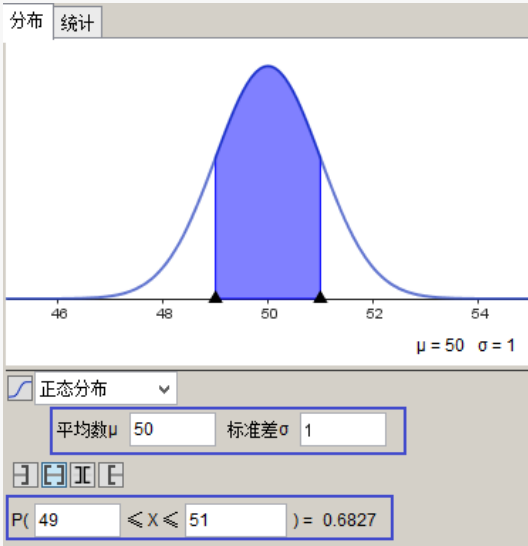 分布 统计
46 48 50 52 54
μ = 50 σ = 1
正态分布
平均数μ 50 标准差σ 1
P( 49 ≤ X ≤ 51 ) = 0.6827